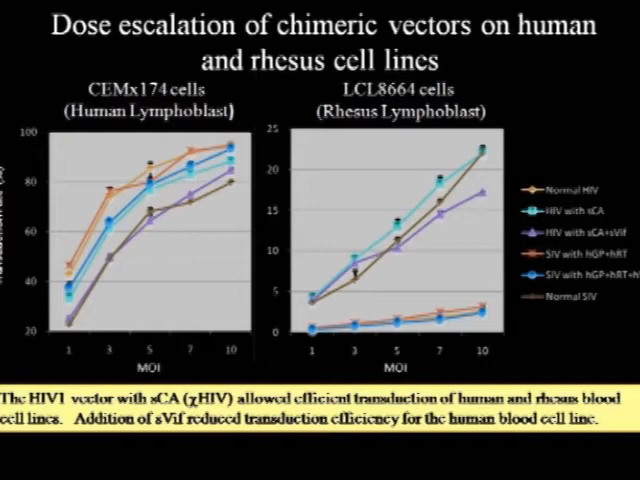 Dose escalation of chimeric vectors on human
and rhesus cell lines
CEMx174 cells
(Human Lymphoblast)
LCL8664 cells
(Rhesus Lymphoblast)
100
80
60
40
20
1 3 5 7 10
MOI
25
20
15
10
5
0
1 3 5 7 10
MOI
Normal HIV
HIV with sCA
HIV with sCA+sVif
SIV with hGP+hRT
SIV with hGP+hRT+h
Normal SIV
The HIV1 vector with sCA (χHIV) allowed efficient transduction of human and rhesus blood
cell lines. Addition of sVif reduced transduction efficiency for the human blood cell line.